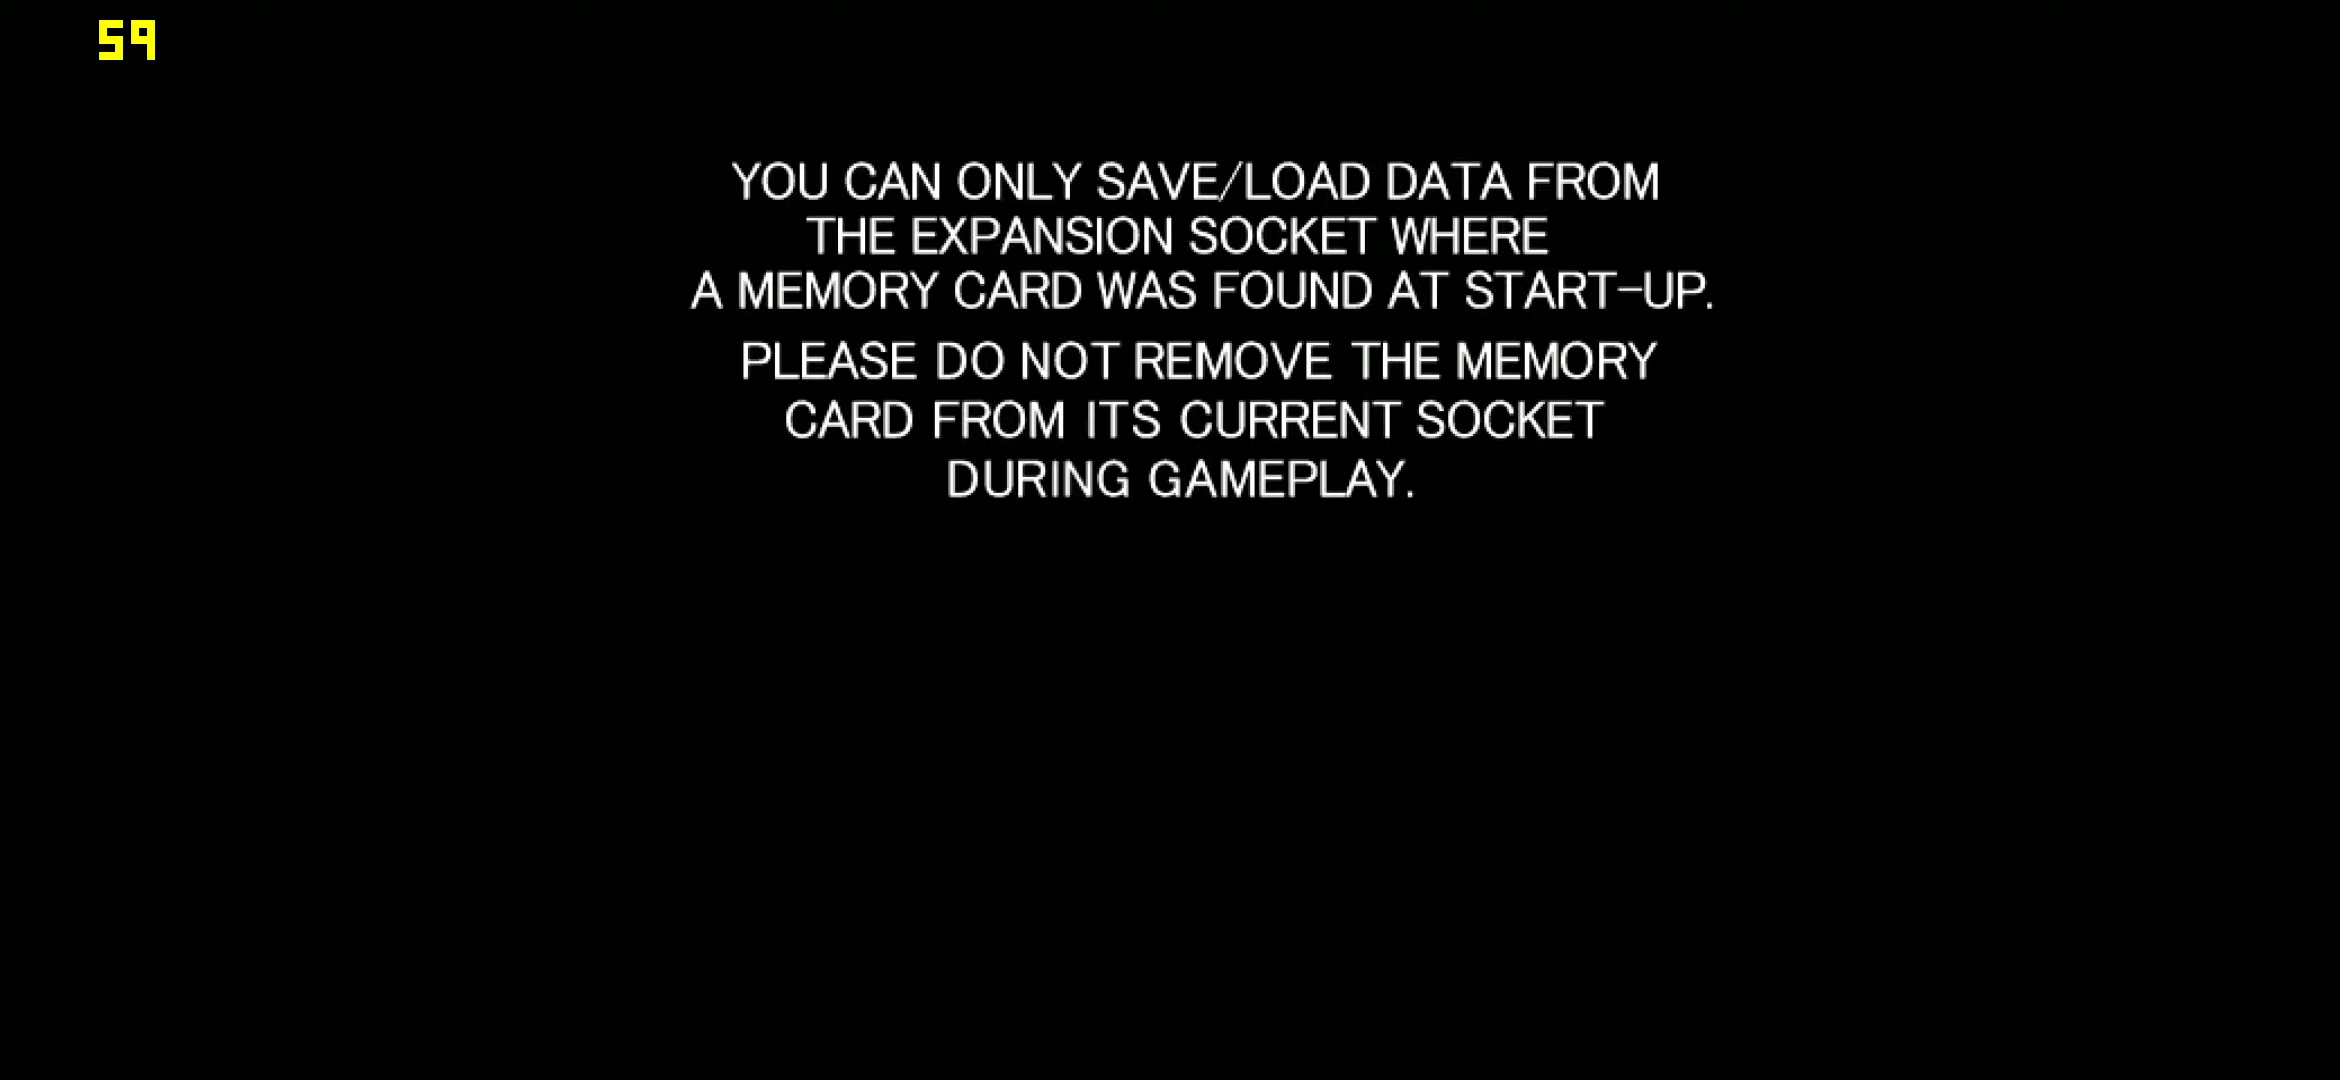 59
YOU CAN ONLY SAVE/LOAD DATA FROM
THE EXPANSION SOCKET WHERE
A MEMORY CARD WAS FOUND AT START-UP.
PLEASE DO NOT REMOVE THE MEMORY
CARD FROM ITS CURRENT SOCKET
DURING GAMEPLAY.